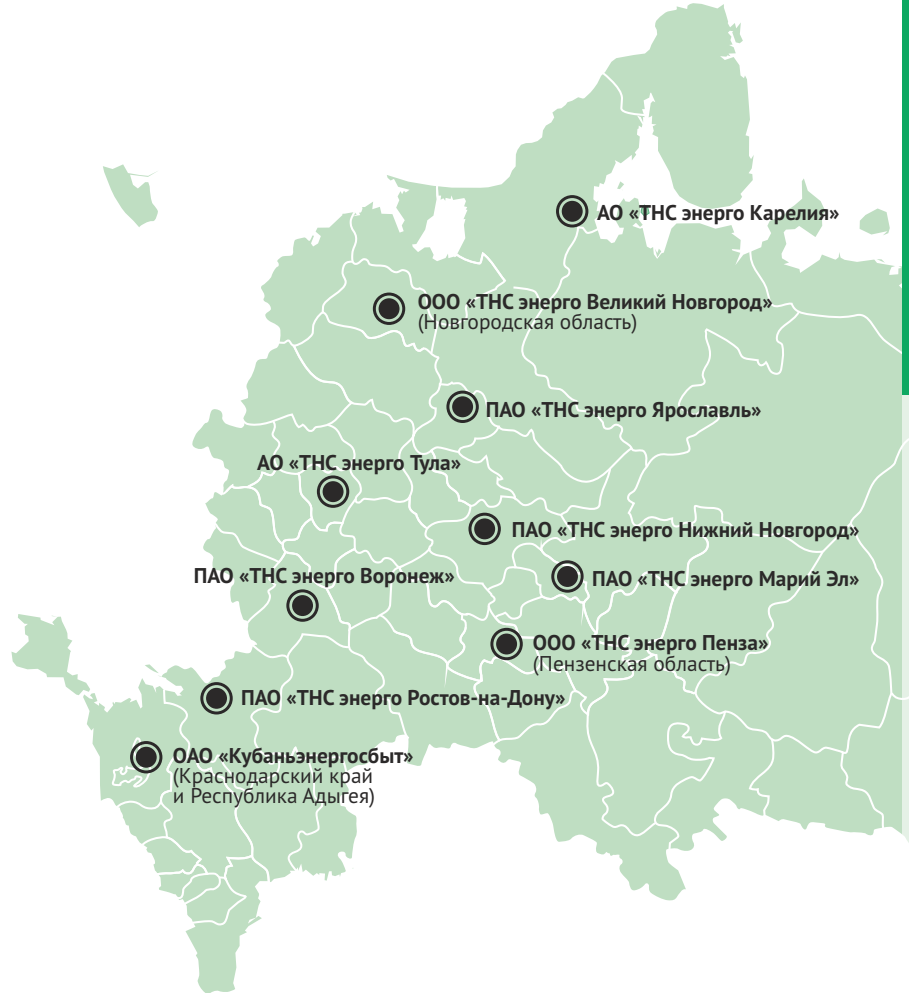 АО «ТНС энерго Карелия»
ООО «ТНС энерго Великий Новгород»
(Новгородская область)
ПАО «ТНС энерго Ярославль»
АО «ТНС энерго Тула»
ПАО «ТНС энерго Нижний Новгород»
ПАО «ТНС энерго Воронеж»
ПАО «ТНС энерго Марий Эл»
ООО «ТНС энерго Пенза»
(Пензенская область)
ПАО «ТНС энерго Ростов-на-Дону»
ОАО «Кубаньэнергосбыт»
(Краснодарский край
и Республика Адыгея)